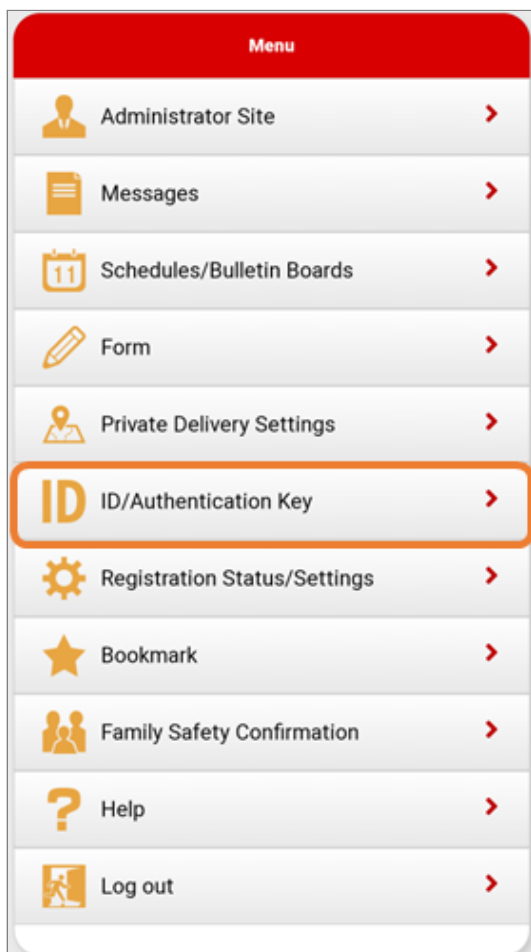 Menu
Administrator Site
Messages
11 Schedules/Bulletin Boards
Form
Private Delivery Settings
ID ID/Authentication Key
Registration Status/Settings
Bookmark
Family Safety Confirmation
? Help
Log out